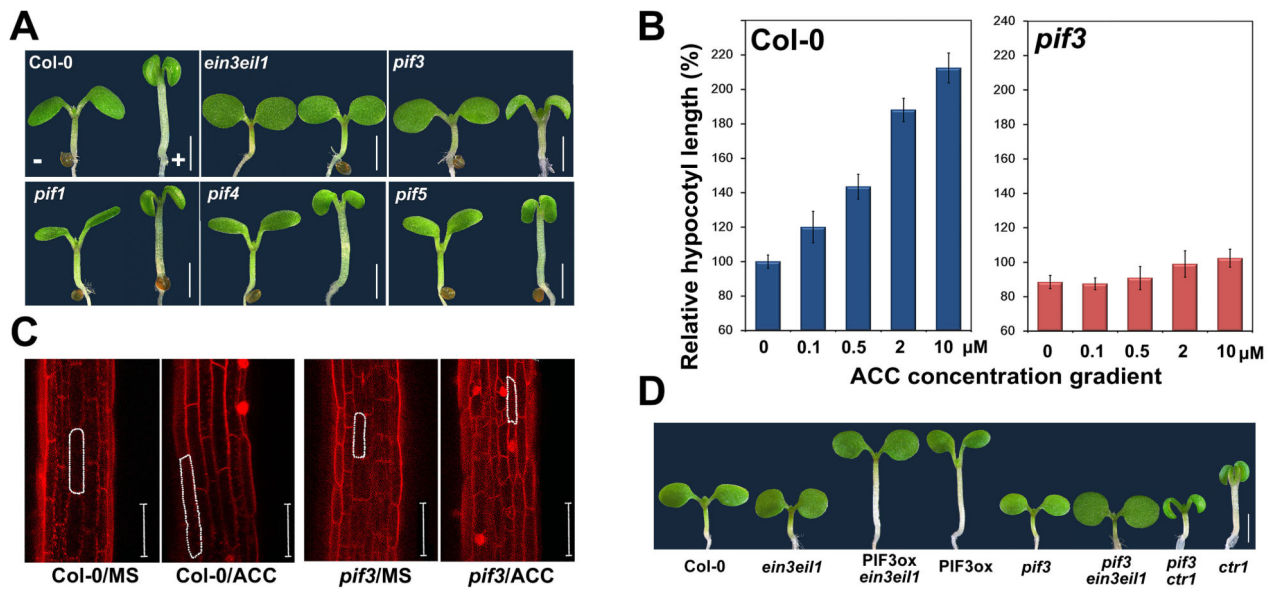 A
Col-0
ein3eil1
pif3
-
+
pif1
pif4
pif5
B
Relative hypocotyl length (%)
Col-0
220
200
180
160
140
120
100
80
60
0
0.1
0.5
2
10 µM
pif3
240
220
200
180
160
140
120
100
80
60
0
0.1
0.5
2
10 µM
ACC concentration gradient
C
Col-0/MS
Col-0/ACC
pif3/MS
pif3/ACC
D
Col-0
ein3eil1
PIF3ox
ein3eil1
PIF3ox
pif3
pif3
ein3eil1
pif3
ctr1
ctr1